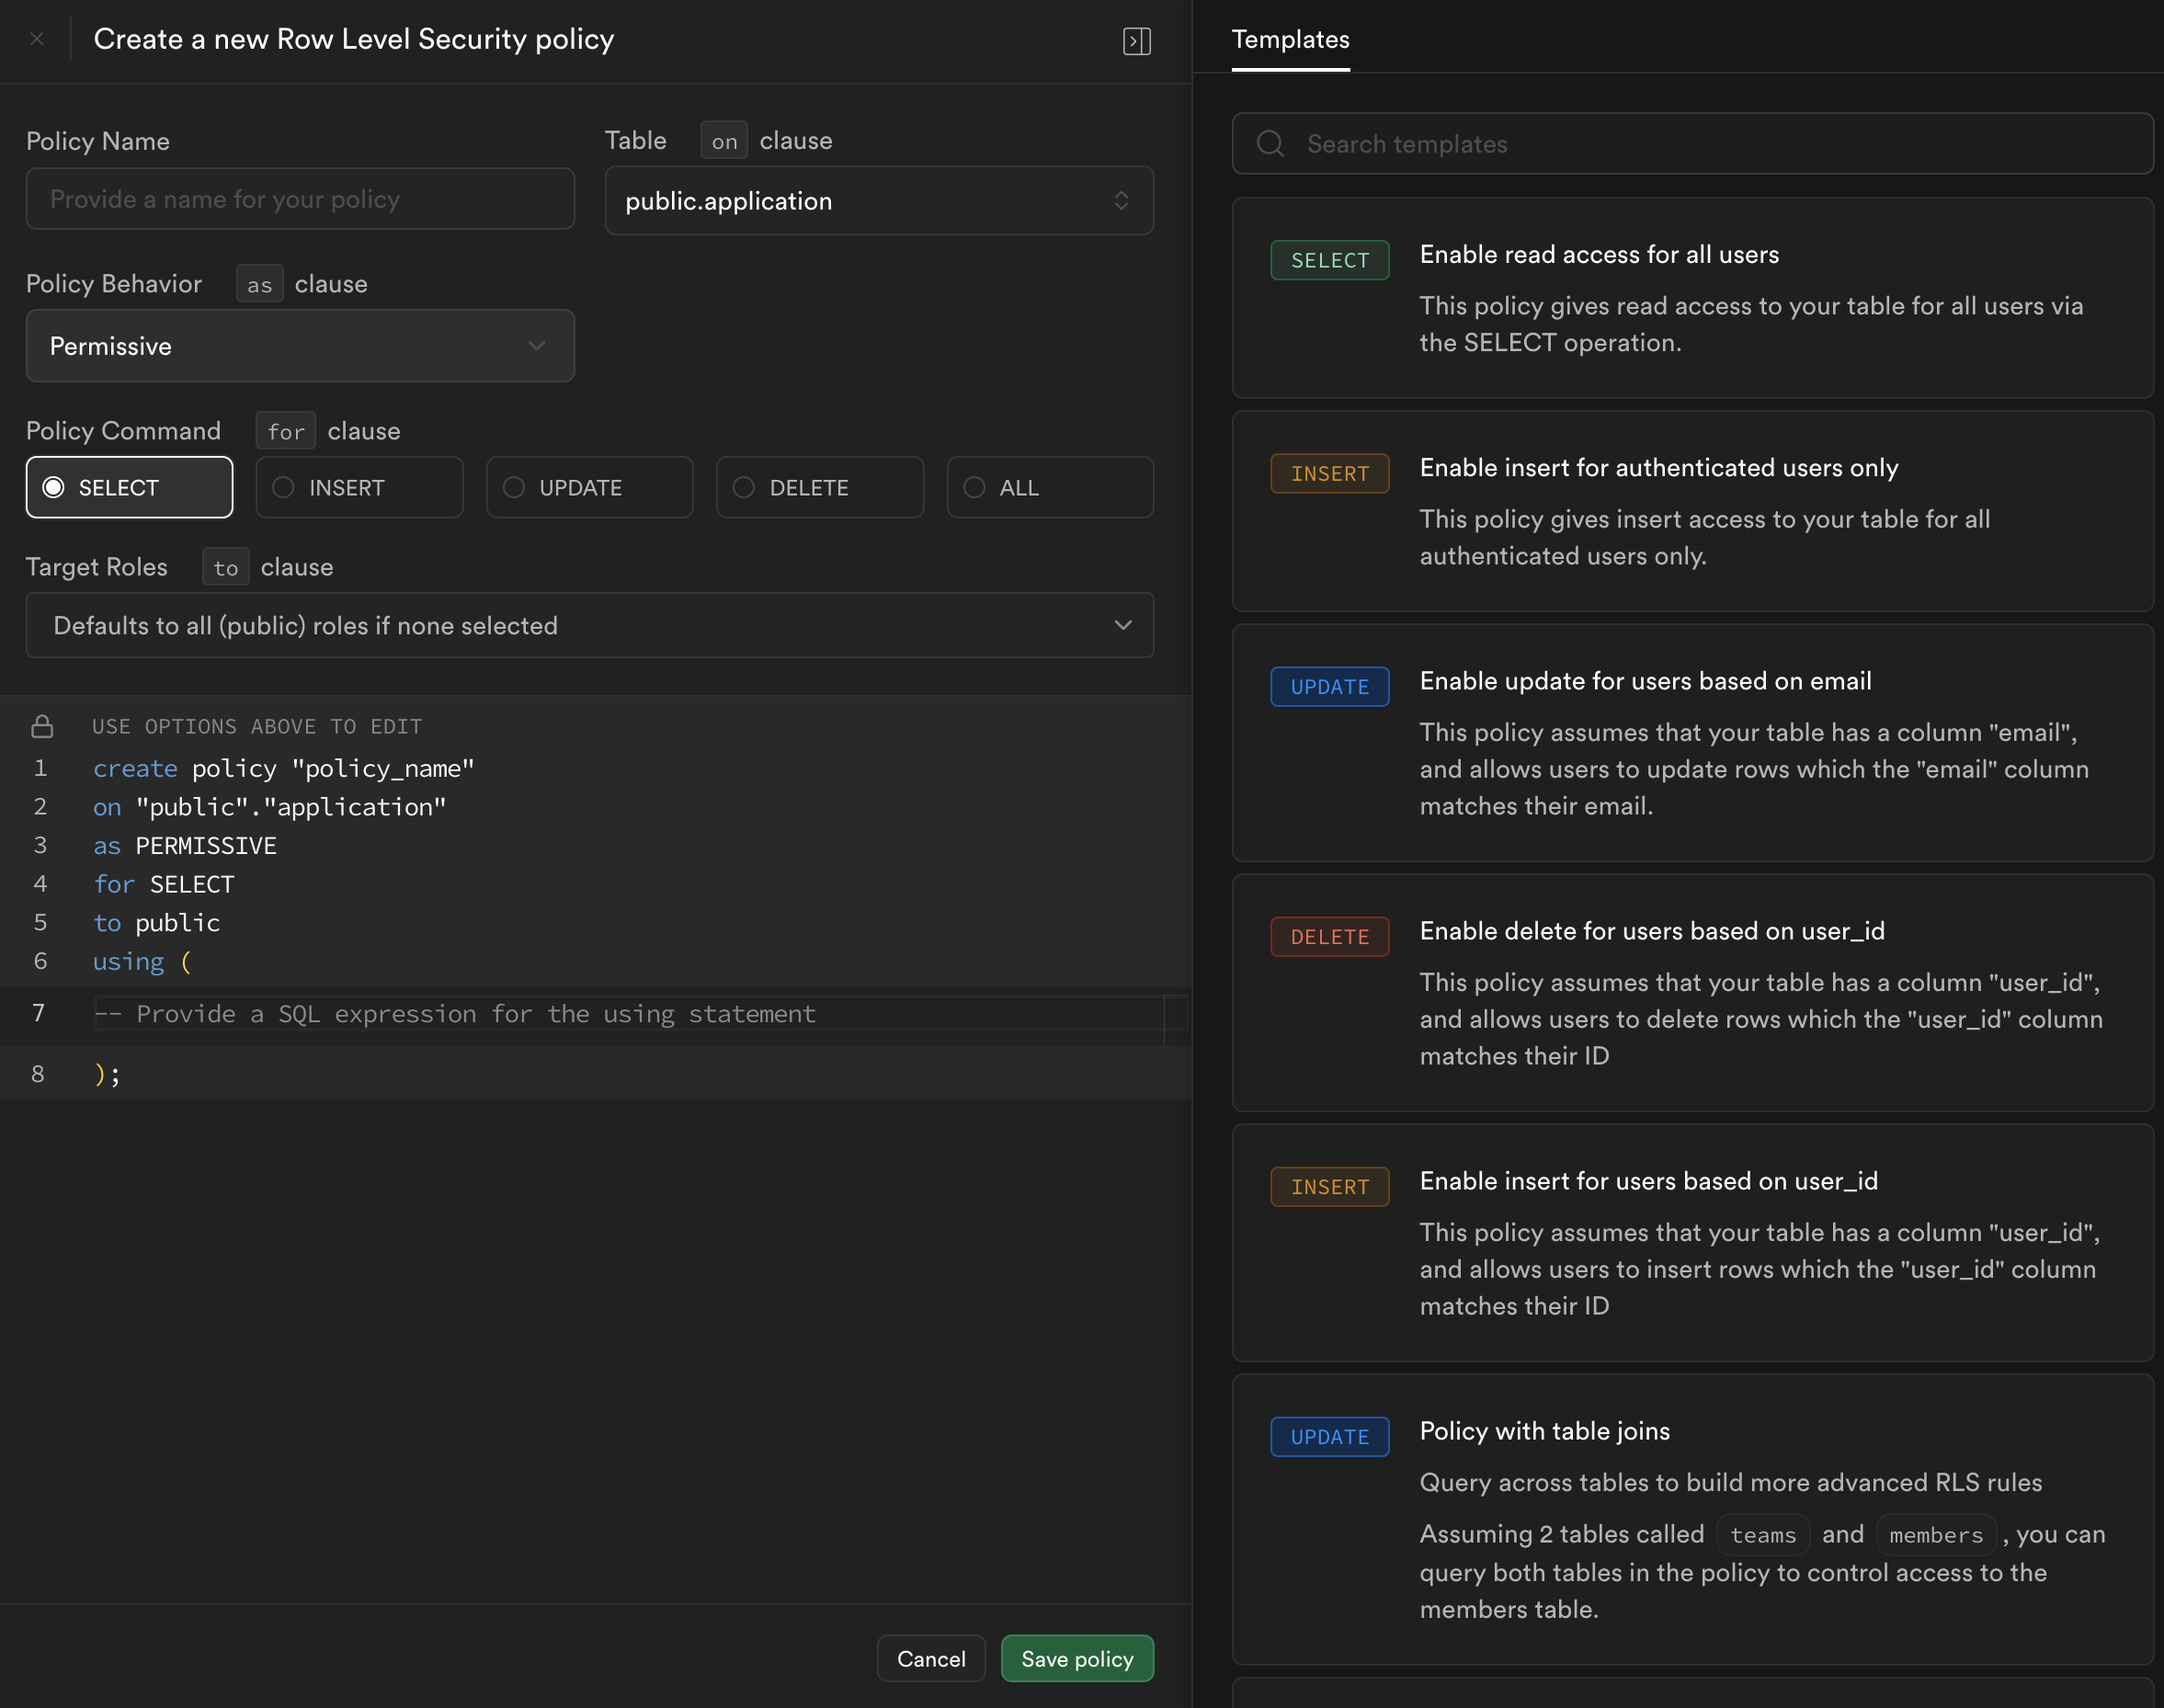 Create a new Row Level Security policy
Policy Name
Provide a name for your policy
Table on clause
public.application
Policy Behavior as clause
Permissive
Policy Command for clause
SELECT INSERT UPDATE DELETE ALL
Target Roles to clause
Defaults to all (public) roles if none selected
USE OPTIONS ABOVE TO EDIT
1 create policy "policy_name"
2 on "public"."application"
3 as PERMISSIVE
4 for SELECT
5 to public
6 using (
7 -- Provide a SQL expression for the using statement
8 );
Cancel Save policy
Templates
Search templates
SELECT Enable read access for all users
This policy gives read access to your table for all users via
the SELECT operation.
INSERT Enable insert for authenticated users only
This policy gives insert access to your table for all
authenticated users only.
UPDATE Enable update for users based on email
This policy assumes that your table has a column "email",
and allows users to update rows which the "email" column
matches their email.
DELETE Enable delete for users based on user_id
This policy assumes that your table has a column "user_id",
and allows users to delete rows which the "user_id" column
matches their ID
INSERT Enable insert for users based on user_id
This policy assumes that your table has a column "user_id",
and allows users to insert rows which the "user_id" column
matches their ID
UPDATE Policy with table joins
Query across tables to build more advanced RLS rules
Assuming 2 tables called teams and members , you can
query both tables in the policy to control access to the
members table.